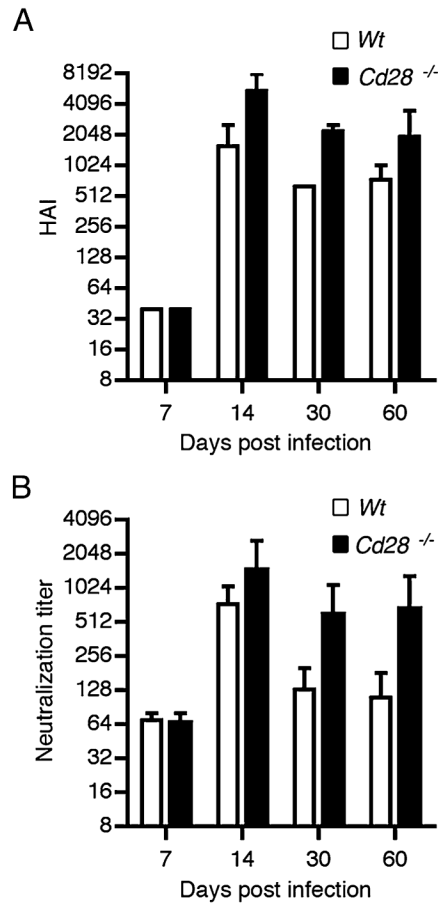 A
Wt
Cd28 -/-
HAI
8192
4096
2048
1024
512
256
128
64
32
16
8
7 14 30 60
Days post infection
B
Wt
Cd28 -/-
Neutralization titer
4096
2048
1024
512
256
128
64
32
16
8
7 14 30 60
Days post infection